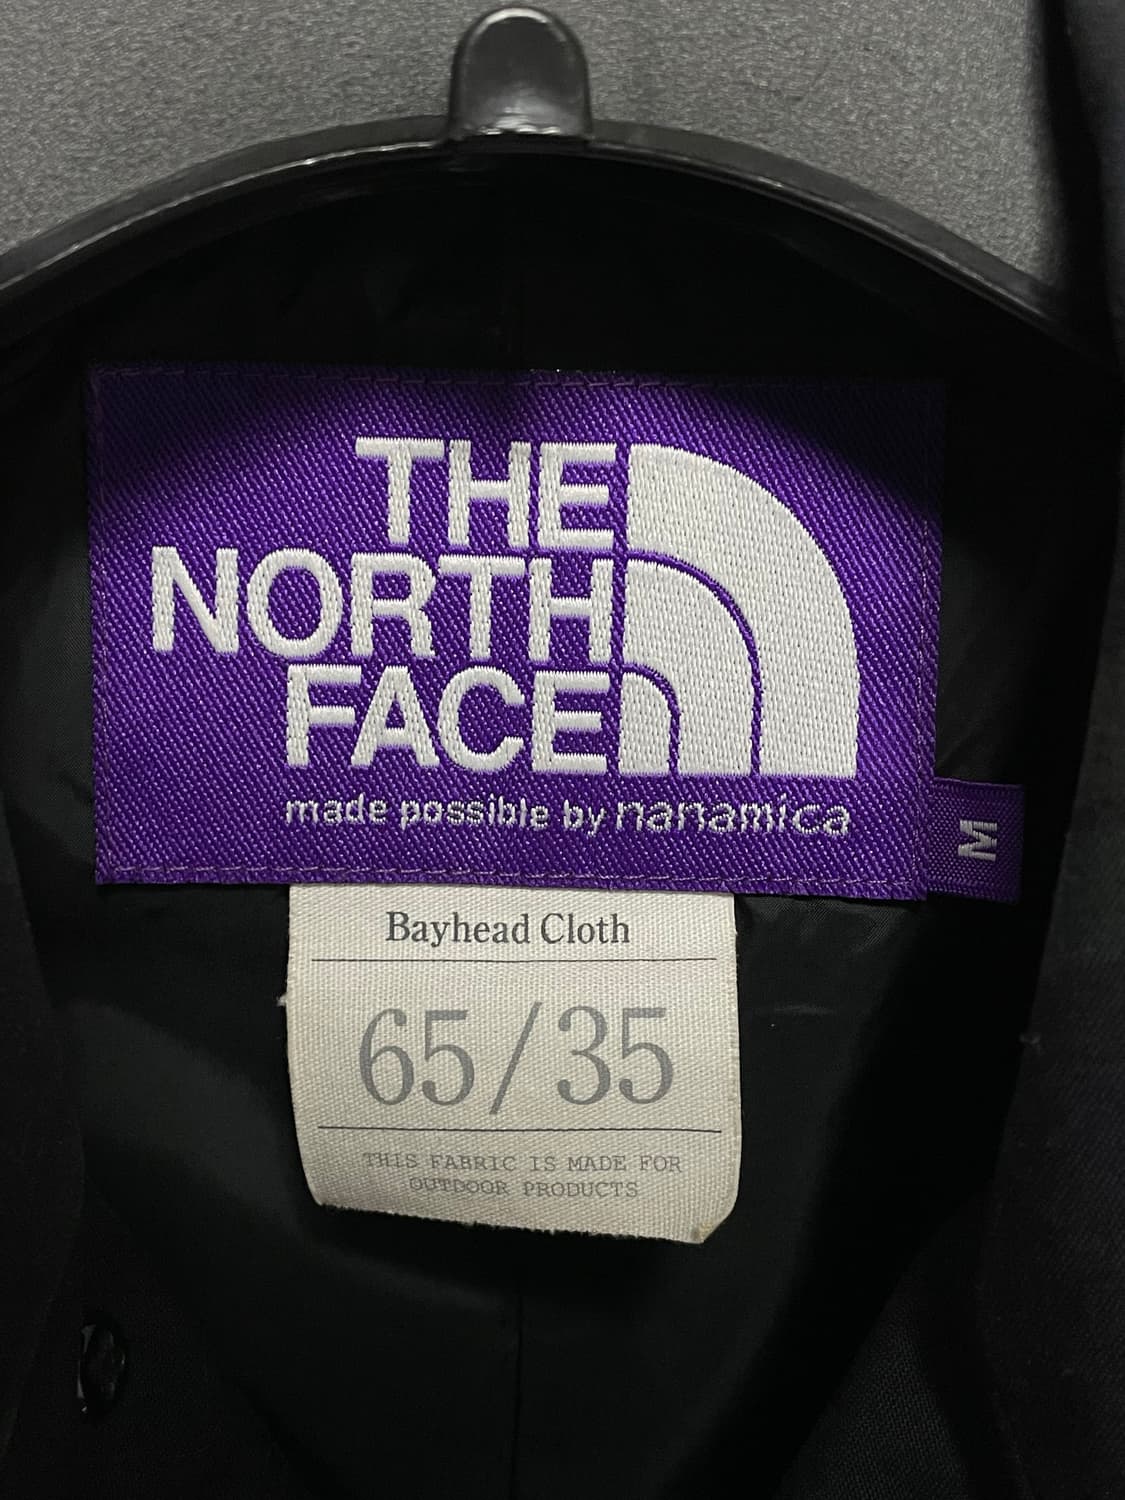 THE
NORTH
FACE
made possible by nanamica
M
Bayhead Cloth
65/35
THIS FABRIC IS MADE FOR
OUTDOOR PRODUCTS